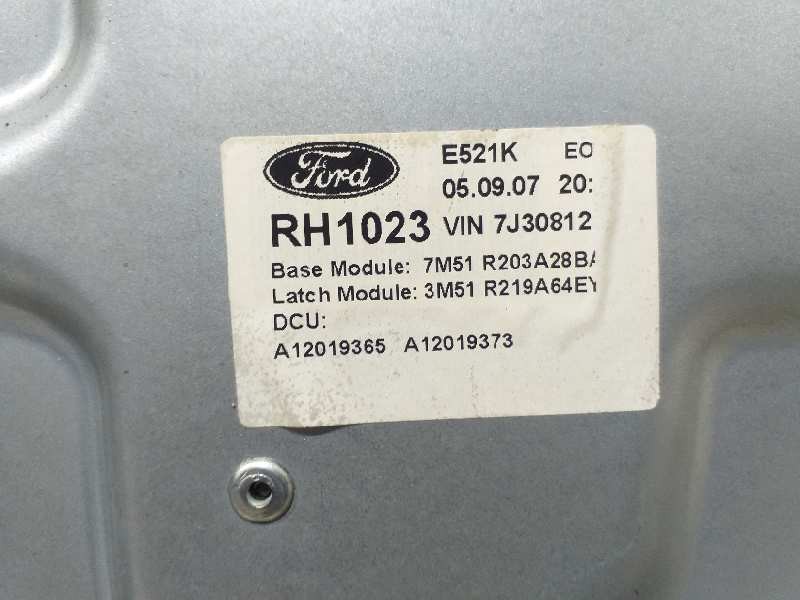 Ford
E521K EO
05.09.07 20:
RH1023 VIN 7J30812
Base Module: 7M51 R203A28BA
Latch Module: 3M51 R219A64EY
DCU:
A12019365 A12019373